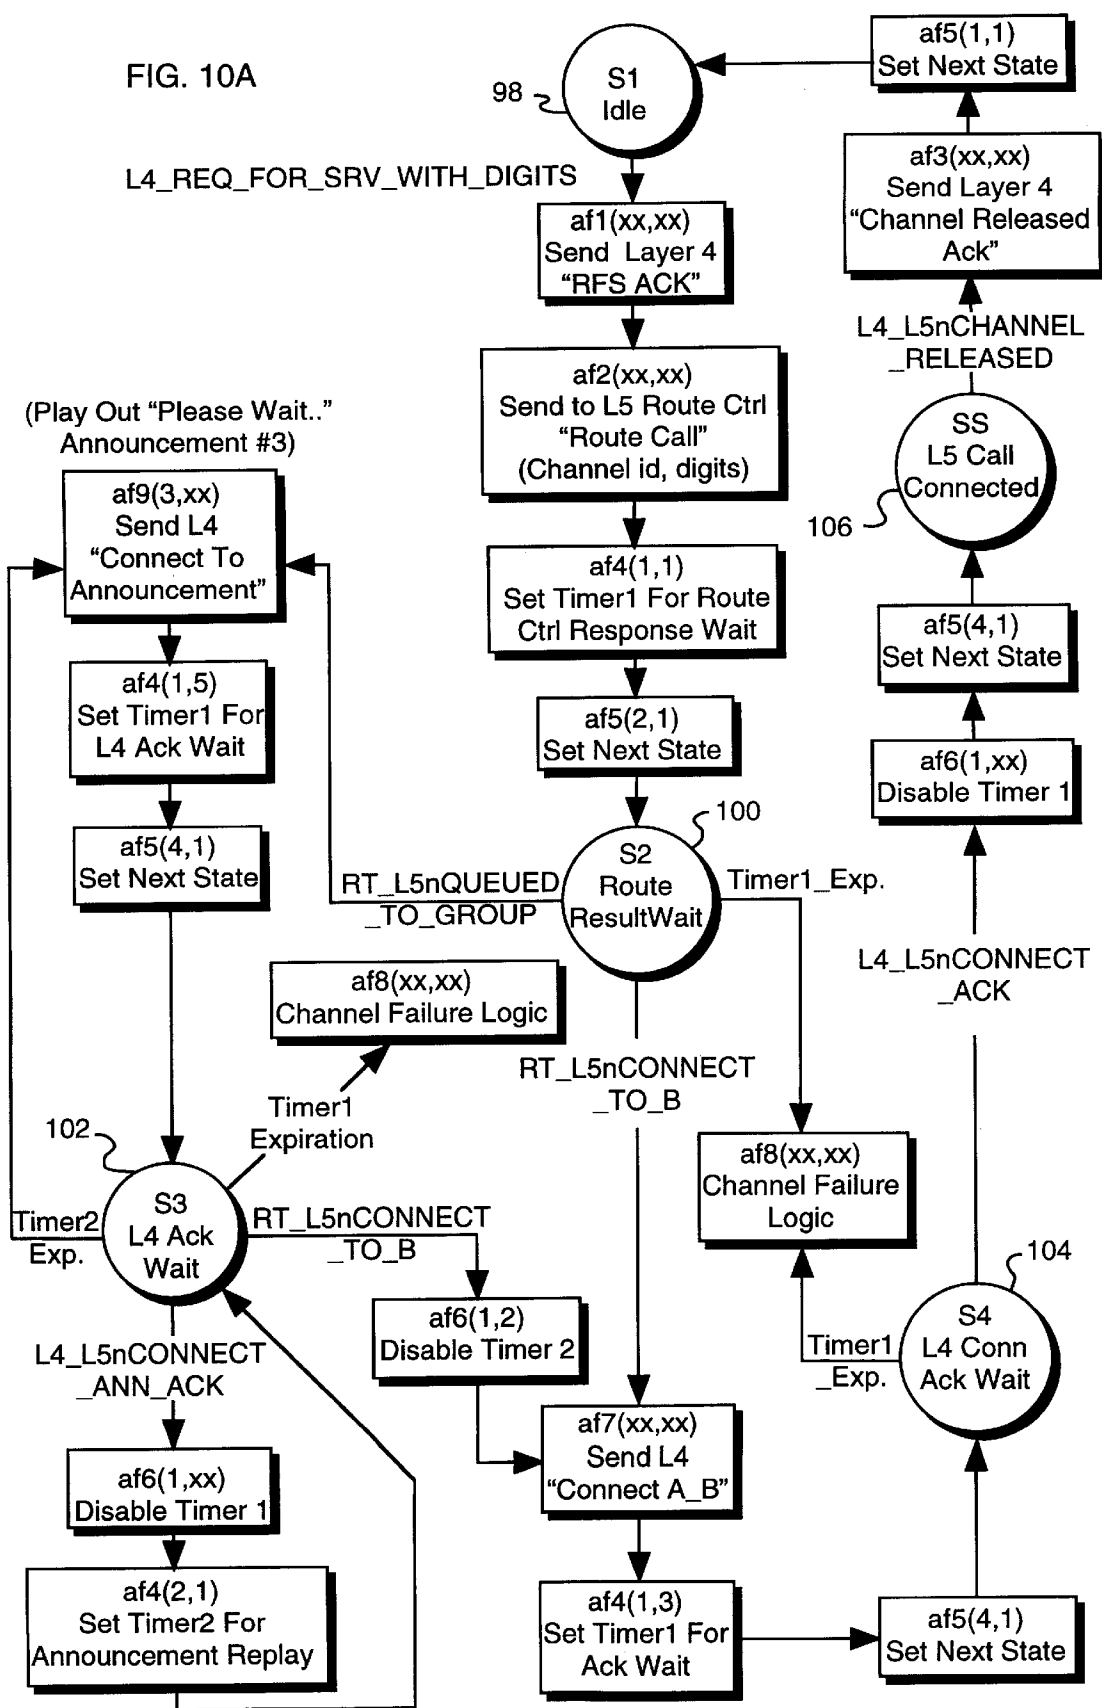 FIG. 10A
98
S1
Idle
af5(1,1)
Set Next State
L4_REQ_FOR_SRV_WITH_DIGITS
af1(xx,xx)
Send Layer 4
“RFS ACK”
af3(xx,xx)
Send Layer 4
“Channel Released
Ack”
L4_L5nCHANNEL
_RELEASED
af2(xx,xx)
Send to L5 Route Ctrl
“Route Call”
(Channel id, digits)
SS
L5 Call
Connected
106
(Play Out “Please Wait..”
Announcement #3)
af9(3,xx)
Send L4
“Connect To
Announcement”
af4(1,1)
Set Timer1 For Route
Ctrl Response Wait
af5(4,1)
Set Next State
af4(1,5)
Set Timer1 For
L4 Ack Wait
af5(2,1)
Set Next State
af6(1,xx)
Disable Timer 1
af5(4,1)
Set Next State
100
S2
Route
ResultWait
RT_L5nQUEUED
_TO_GROUP
Timer1_Exp.
L4_L5nCONNECT
_ACK
af8(xx,xx)
Channel Failure Logic
RT_L5nCONNECT
_TO_B
Timer1
Expiration
102
S3
L4 Ack
Wait
Timer2
Exp.
RT_L5nCONNECT
_TO_B
af8(xx,xx)
Channel Failure
Logic
104
S4
L4 Conn
Ack Wait
Timer1
_Exp.
af6(1,2)
Disable Timer 2
L4_L5nCONNECT
_ANN_ACK
af7(xx,xx)
Send L4
“Connect A_B”
af6(1,xx)
Disable Timer 1
af4(2,1)
Set Timer2 For
Announcement Replay
af4(1,3)
Set Timer1 For
Ack Wait
af5(4,1)
Set Next State